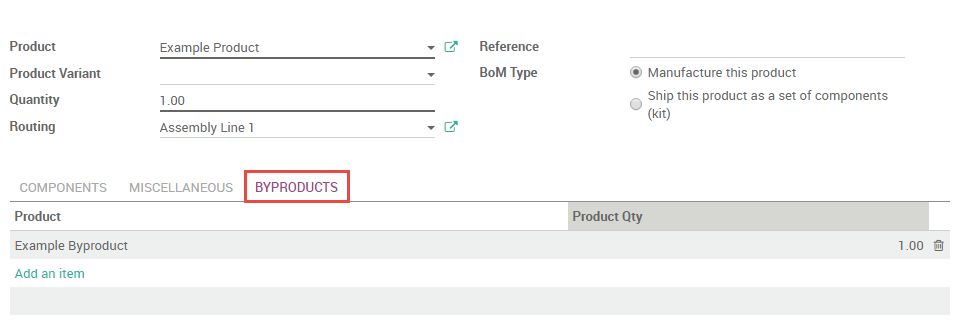 Product
Example Product
Reference
Product Variant
BoM Type
Manufacture this product
Quantity
1.00
Ship this product as a set of components
(kit)
Routing
Assembly Line 1
COMPONENTS
MISCELLANEOUS
BYPRODUCTS
Product
Product Qty
Example Byproduct
1.00
Add an item